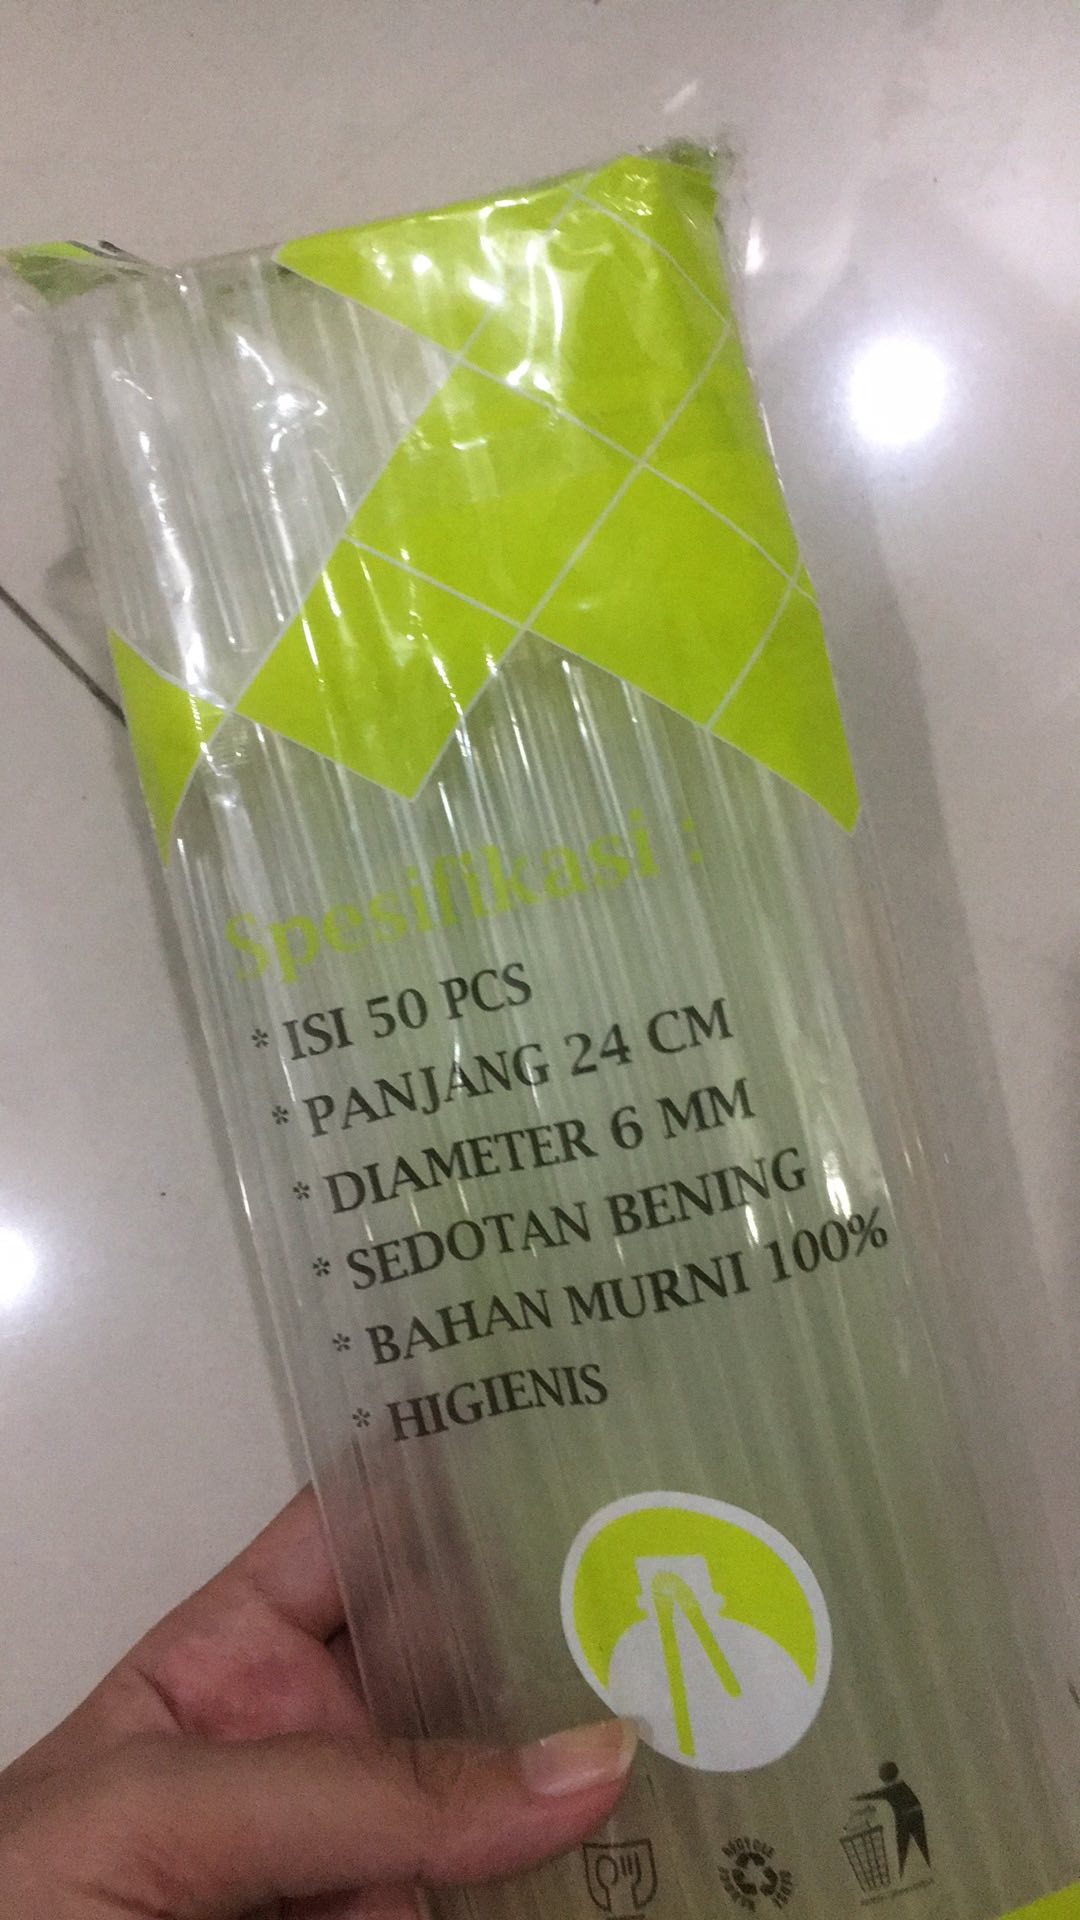 Spesifikasi :
* ISI 50 PCS
* PANJANG 24 CM
* DIAMETER 6 MM
* SEDOTAN BENING
* BAHAN MURNI 100%
* HIGIENIS